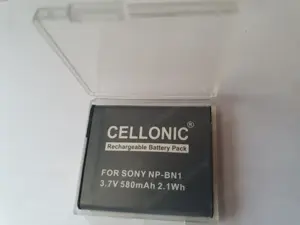 CELLONIC®
Rechargeable Battery Pack
FOR SONY NP-BN1
3.7V 580mAh 2.1Wh